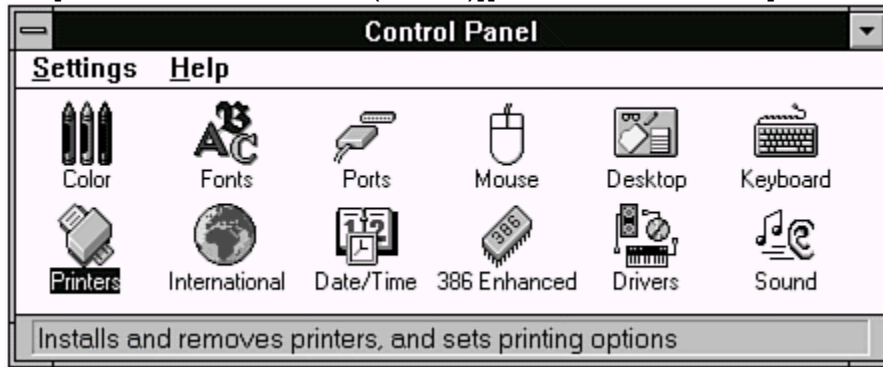 Control Panel
Settings Help
Color Fonts Ports Mouse Desktop Keyboard
386
Printers International Date/Time 386 Enhanced Drivers Sound
Installs and removes printers, and sets printing options